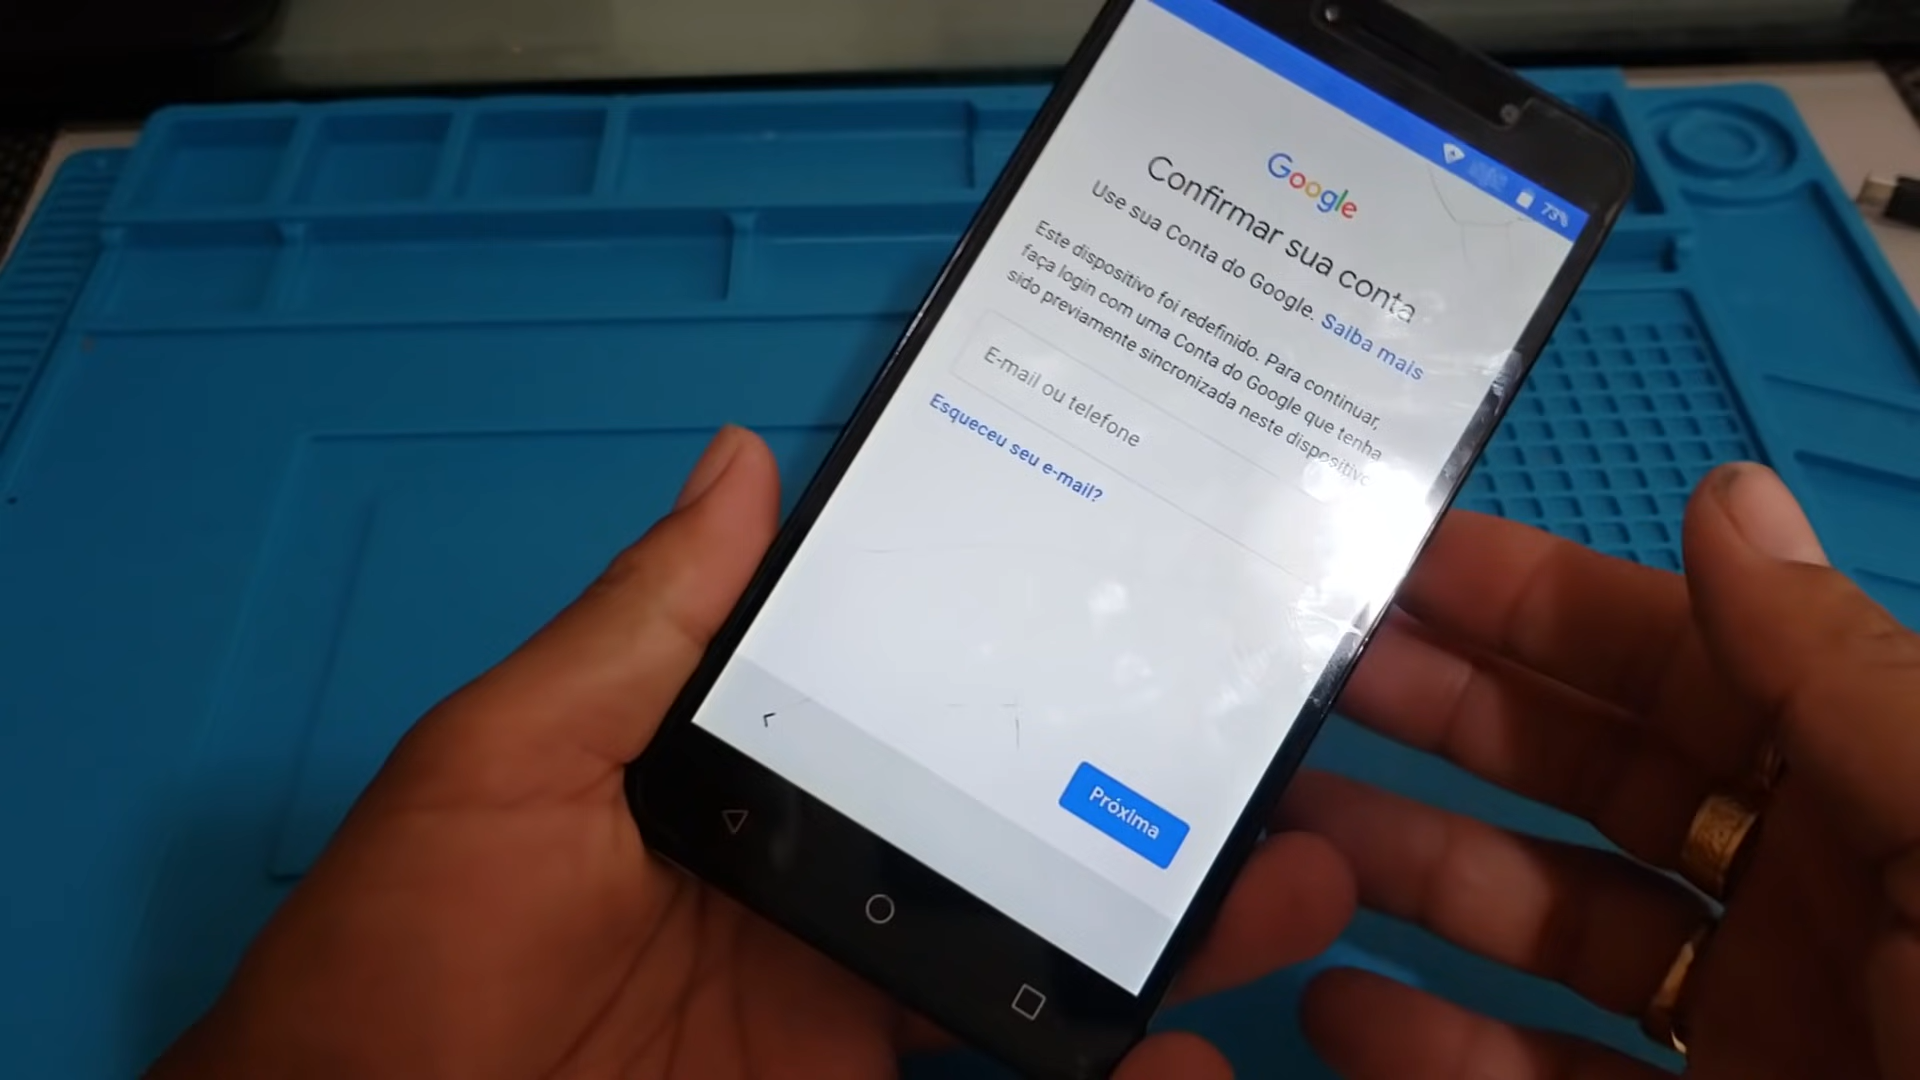 73%
Google
Confirmar sua conta
Use sua Conta do Google. Saiba mais
Este dispositivo foi redefinido. Para continuar,
faça login com uma Conta do Google que tenha
sido previamente sincronizada neste dispositivo
E-mail ou telefone
Esqueceu seu e-mail?
Próxima